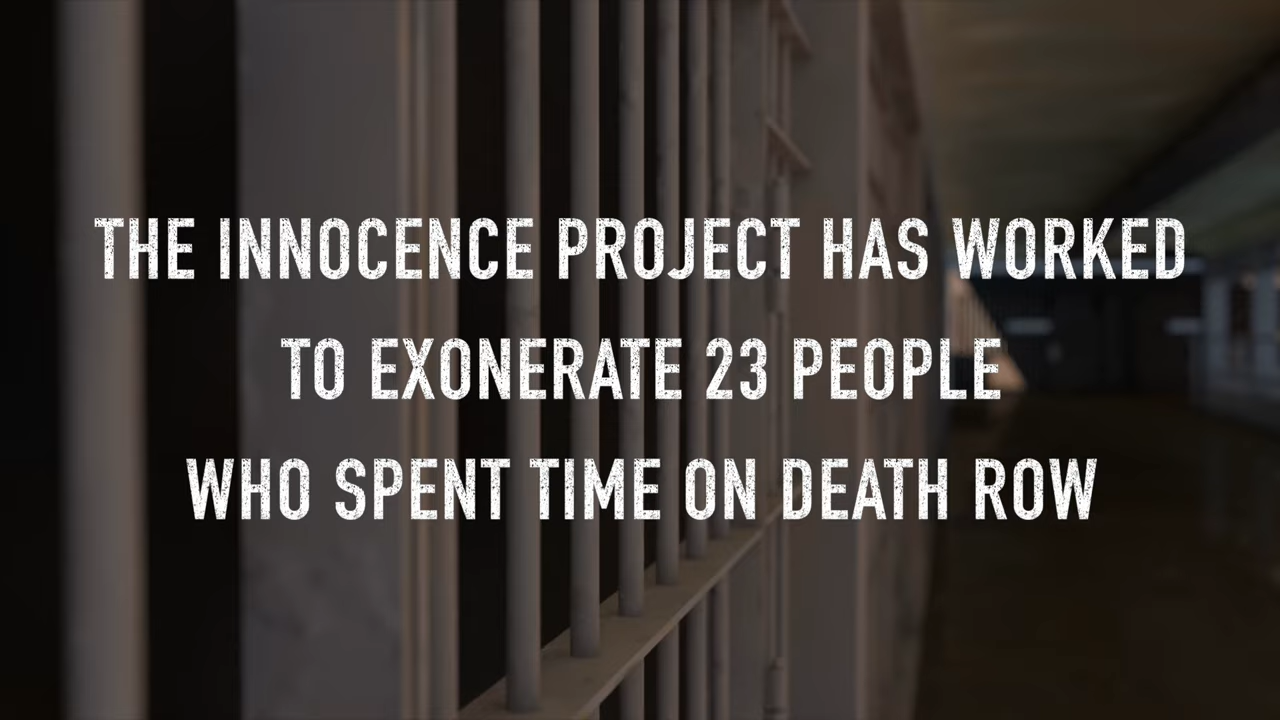 THE INNOCENCE PROJECT HAS WORKED
TO EXONERATE 23 PEOPLE
WHO SPENT TIME ON DEATH ROW